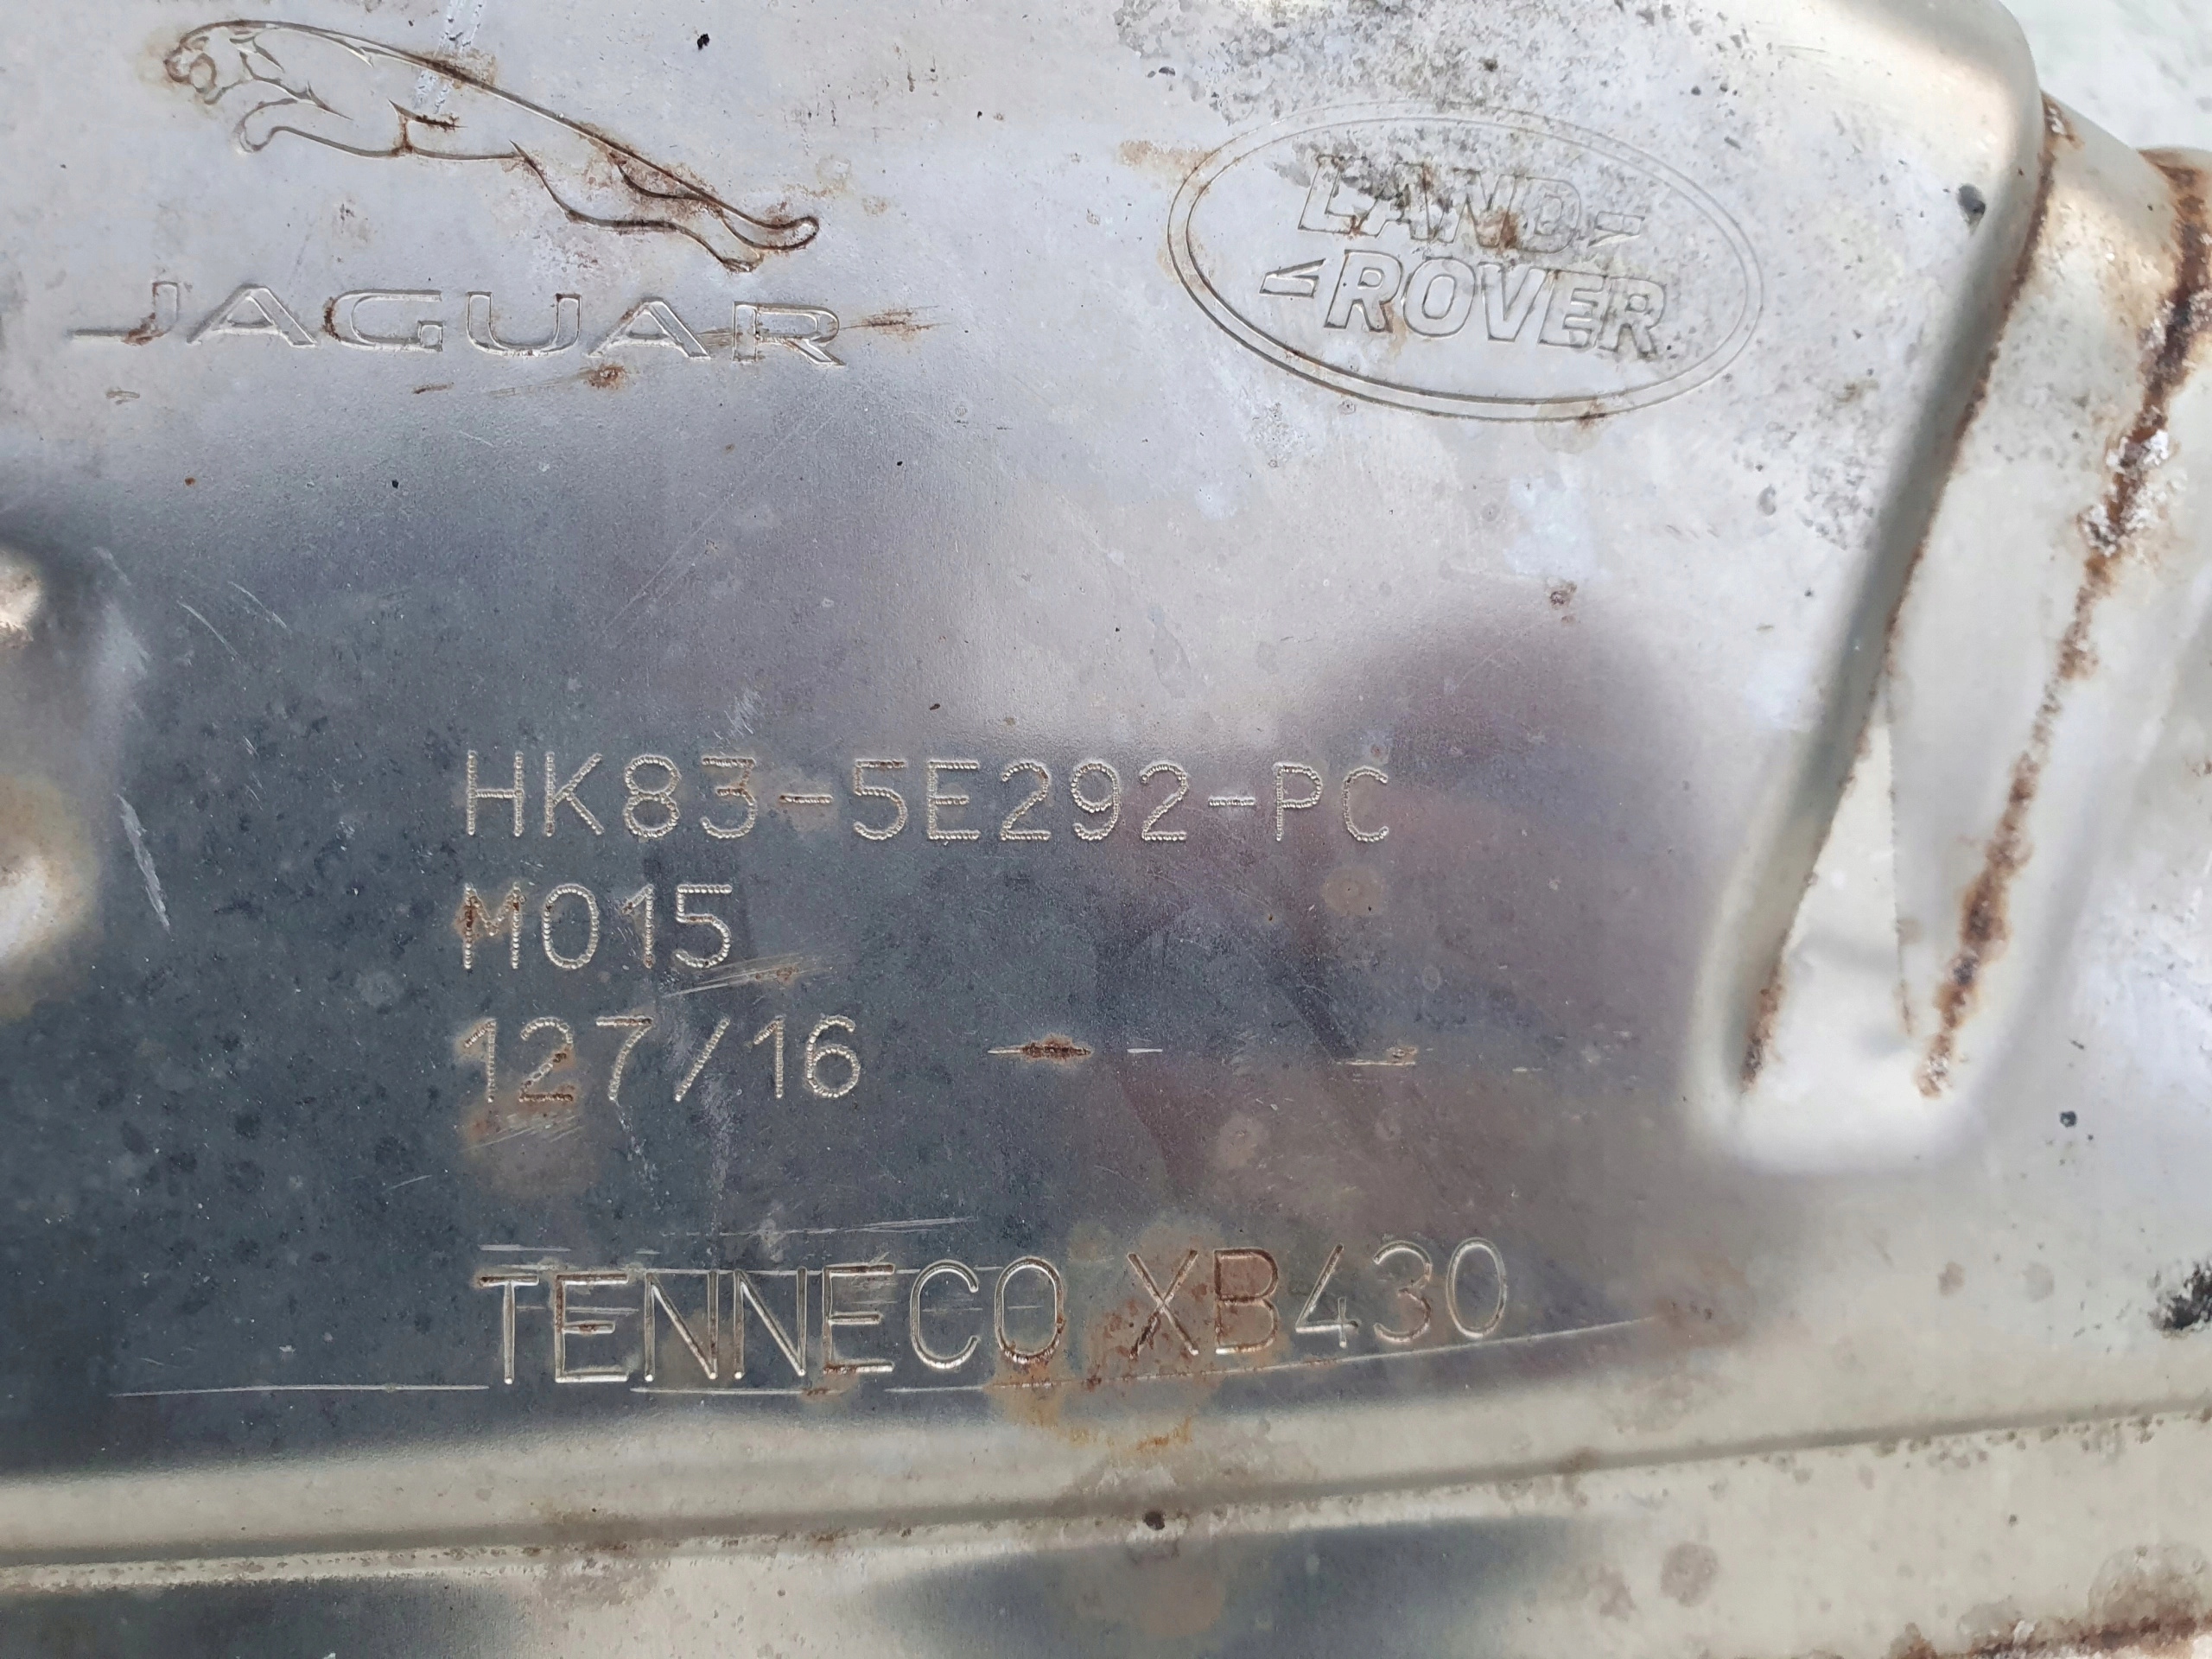 JAGUAR
LAND
ROVER
HK83-5E292-PC
M015
127/16
TENNECO XB430